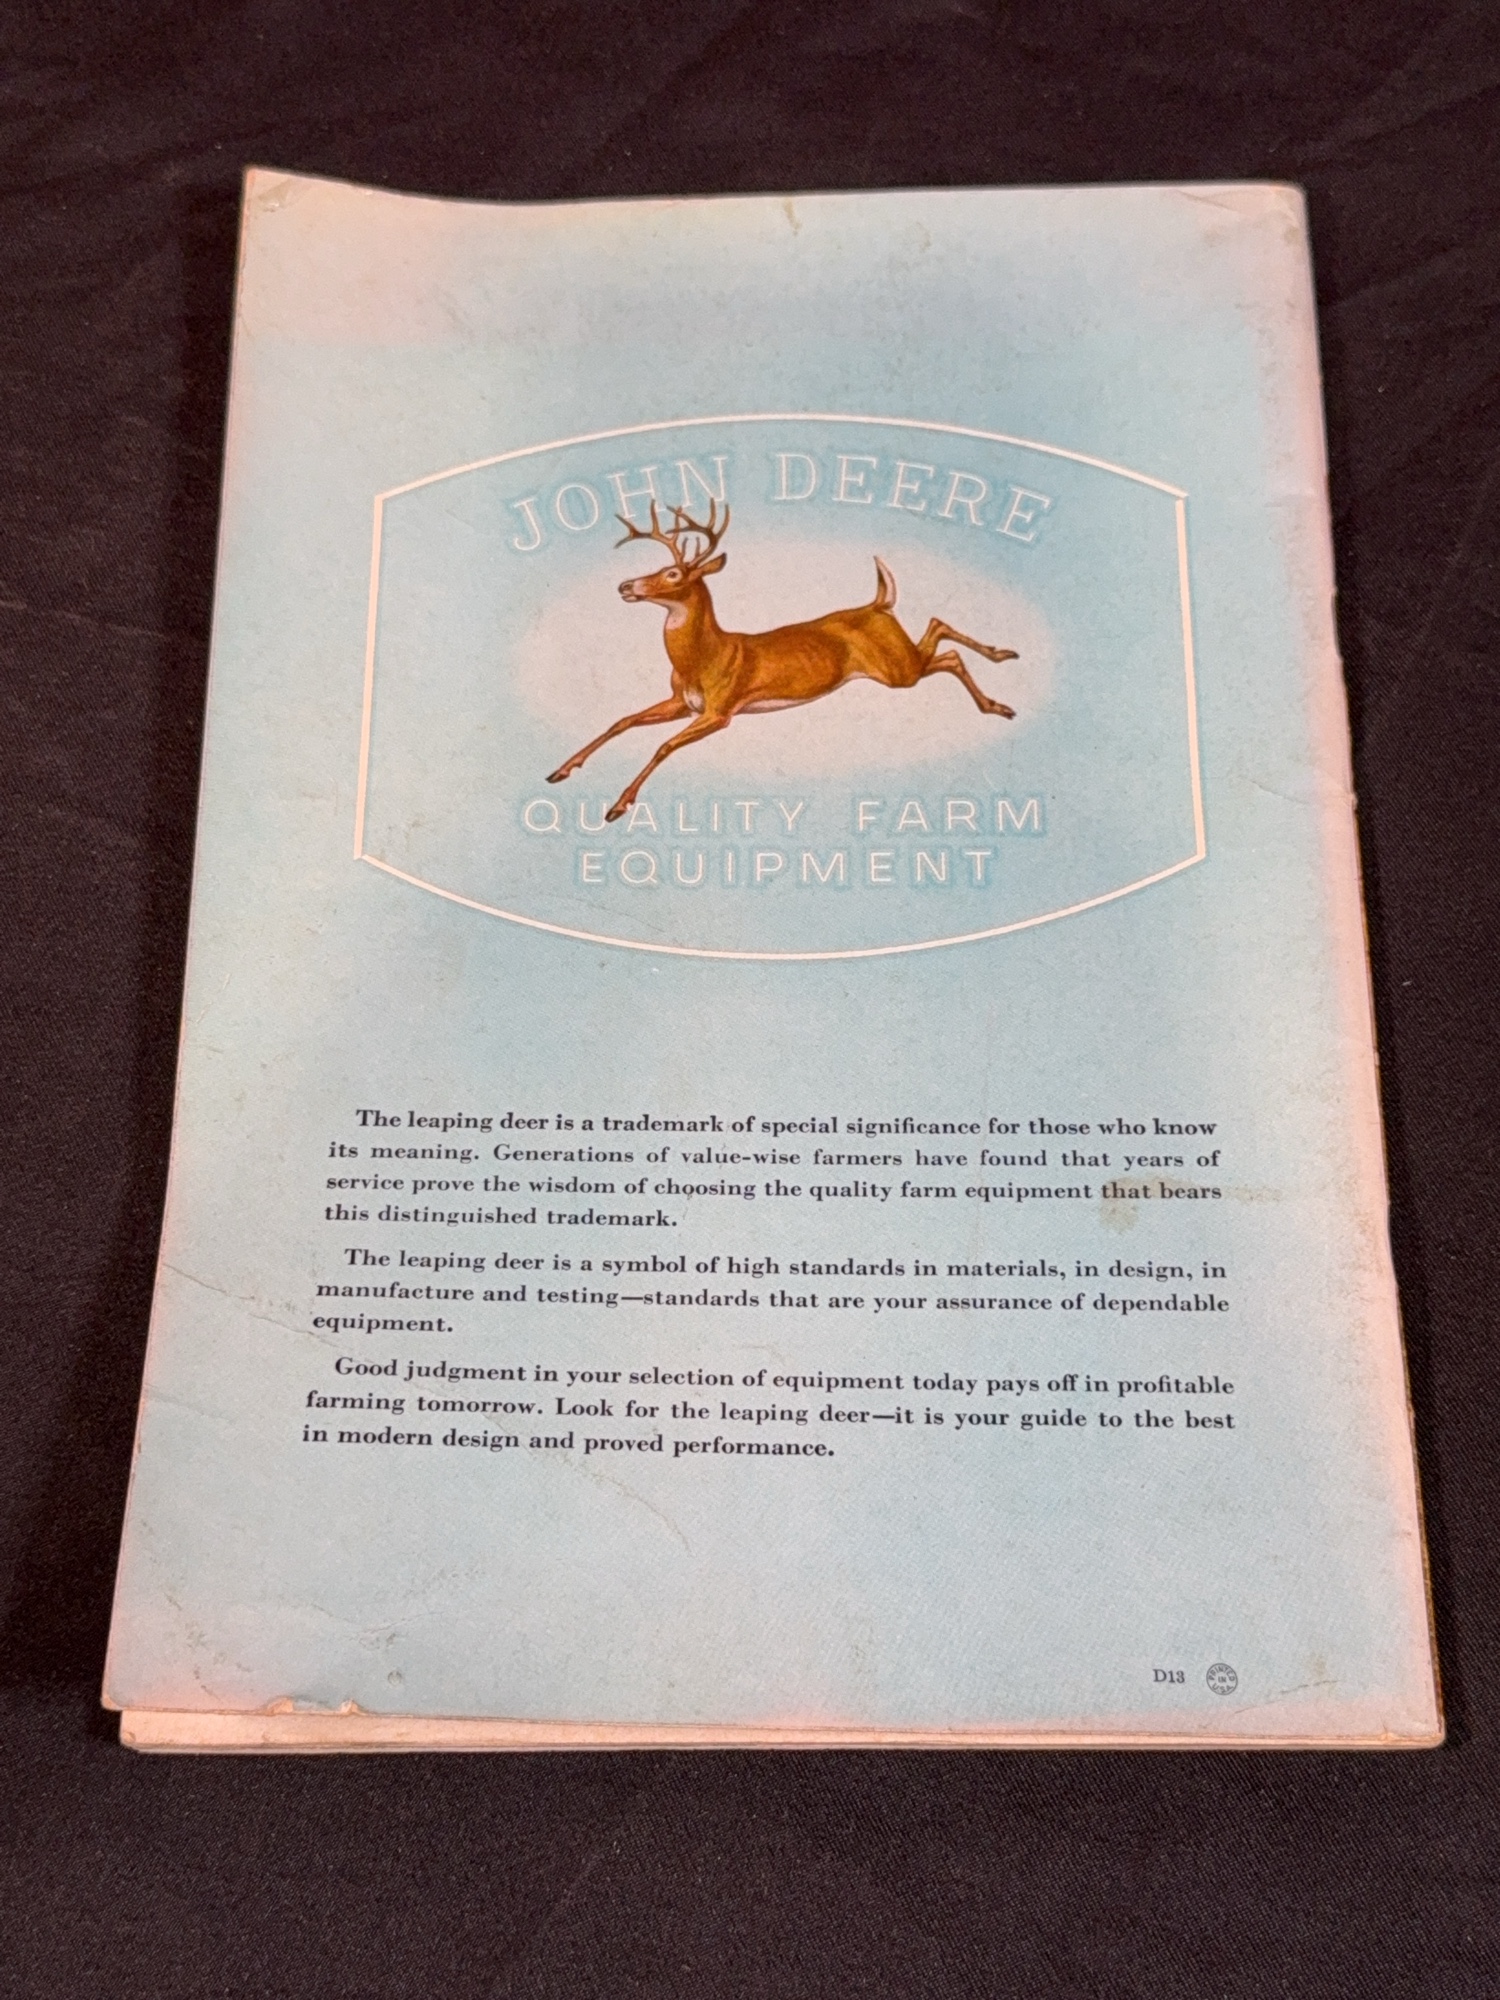 JOHN DEERE
QUALITY FARM
EQUIPMENT
The leaping deer is a trademark of special significance for those who know
its meaning. Generations of value-wise farmers have found that years of
service prove the wisdom of choosing the quality farm equipment that bears
this distinguished trademark.
The leaping deer is a symbol of high standards in materials, in design, in
manufacture and testing—standards that are your assurance of dependable
equipment.
Good judgment in your selection of equipment today pays off in profitable
farming tomorrow. Look for the leaping deer—it is your guide to the best
in modern design and proved performance.
D13
PRINTED
IN
USA